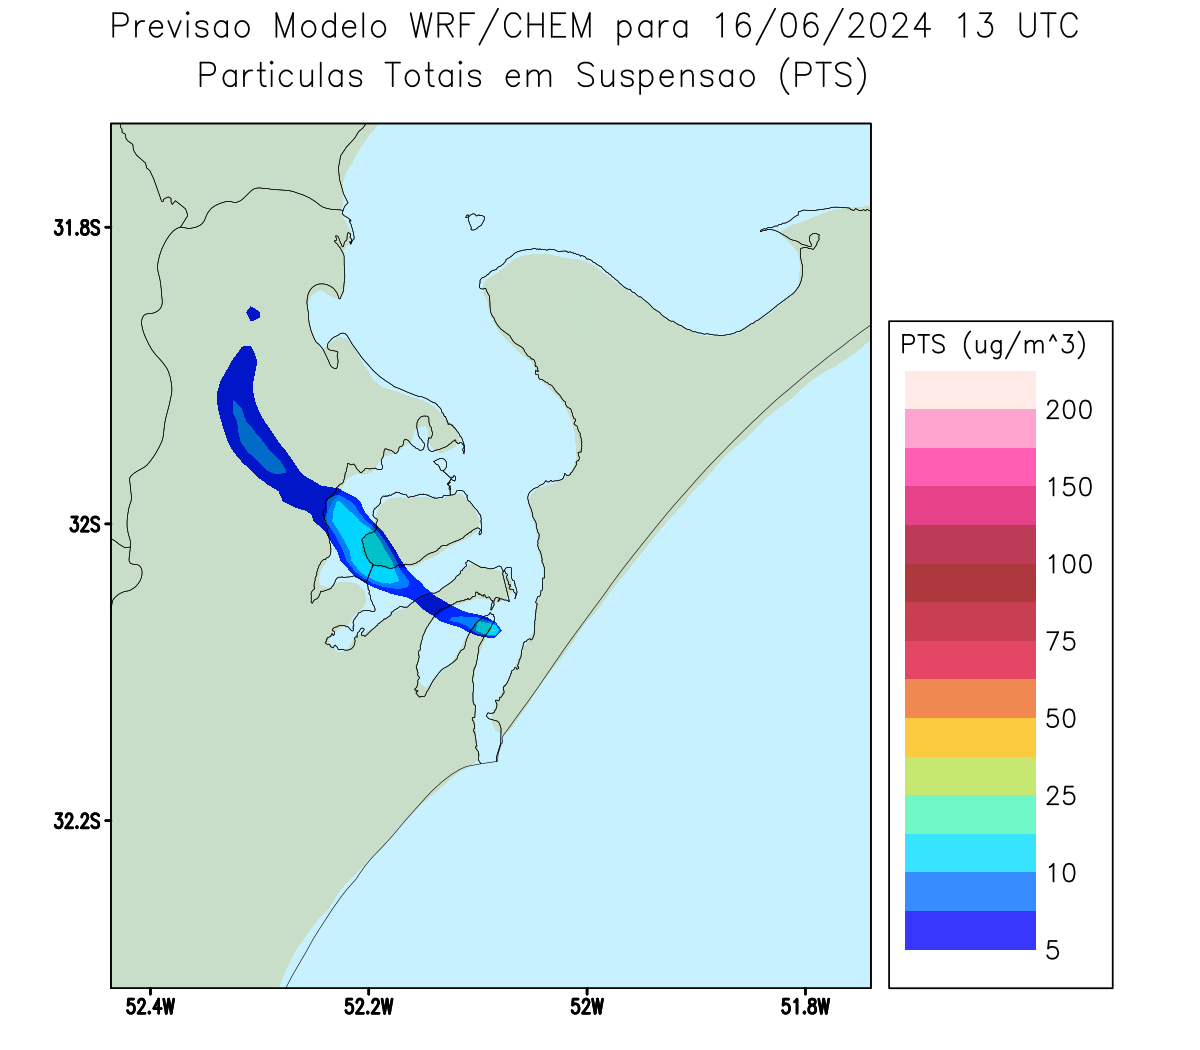 Previsao Modelo WRF/CHEM para 16/06/2024 13 UTC
Particulas Totais em Suspensao (PTS)
31.8S
32S
32.2S
52.4W 52.2W 52W 51.8W
PTS (ug/m^3)
200
150
100
75
50
25
10
5